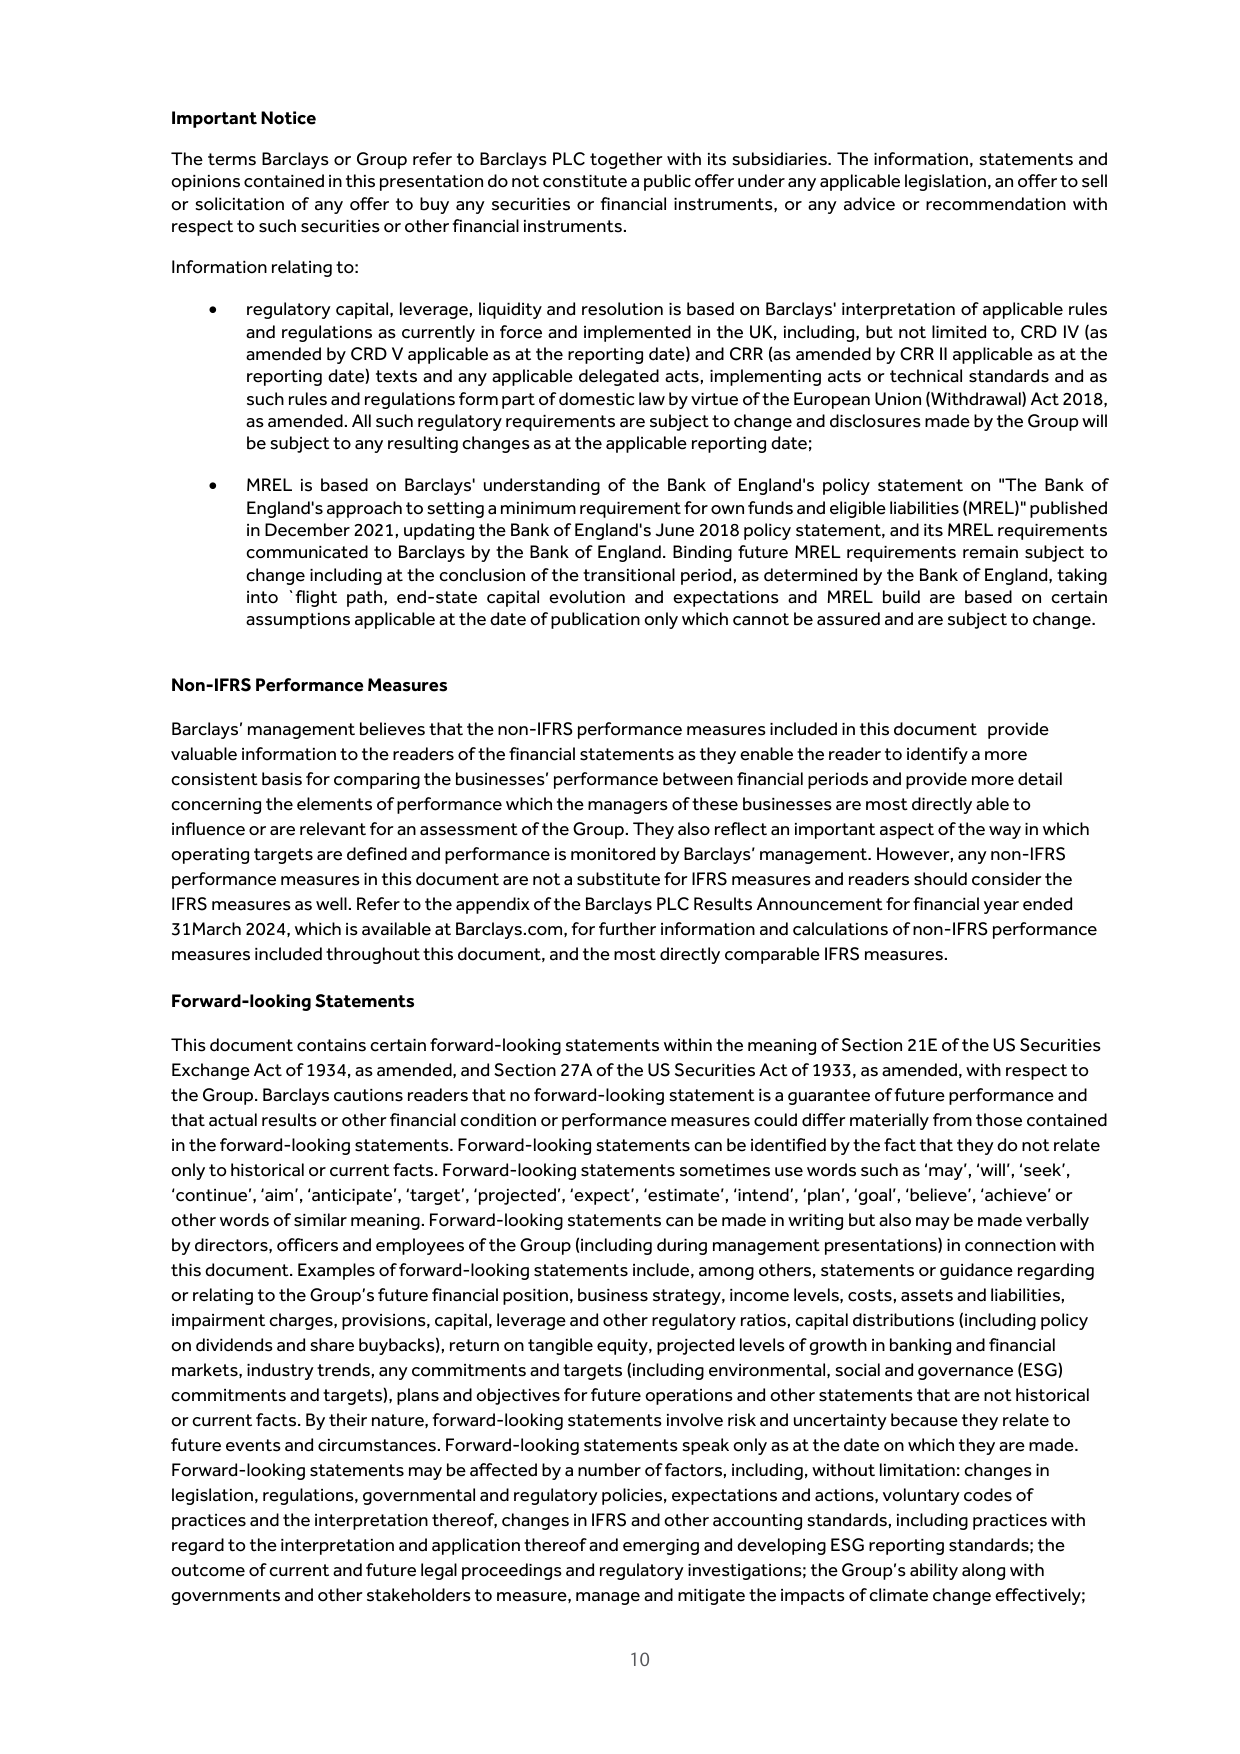 Important Notice
The terms Barclays or Group refer to Barclays PLC together with its subsidiaries. The information, statements and
opinions contained in this presentation do not constitute a public offer under any applicable legislation, an offer to sell
or solicitation of any offer to buy any securities or financial instruments, or any advice or recommendation with
respect to such securities or other financial instruments.
Information relating to:
• regulatory capital, leverage, liquidity and resolution is based on Barclays' interpretation of applicable rules
and regulations as currently in force and implemented in the UK, including, but not limited to, CRD IV (as
amended by CRD V applicable as at the reporting date) and CRR (as amended by CRR II applicable as at the
reporting date) texts and any applicable delegated acts, implementing acts or technical standards and as
such rules and regulations form part of domestic law by virtue of the European Union (Withdrawal) Act 2018,
as amended. All such regulatory requirements are subject to change and disclosures made by the Group will
be subject to any resulting changes as at the applicable reporting date;
• MREL is based on Barclays' understanding of the Bank of England's policy statement on "The Bank of
England's approach to setting a minimum requirement for own funds and eligible liabilities (MREL)" published
in December 2021, updating the Bank of England's June 2018 policy statement, and its MREL requirements
communicated to Barclays by the Bank of England. Binding future MREL requirements remain subject to
change including at the conclusion of the transitional period, as determined by the Bank of England, taking
into `flight path, end-state capital evolution and expectations and MREL build are based on certain
assumptions applicable at the date of publication only which cannot be assured and are subject to change.
Non-IFRS Performance Measures
Barclays’ management believes that the non-IFRS performance measures included in this document provide
valuable information to the readers of the financial statements as they enable the reader to identify a more
consistent basis for comparing the businesses’ performance between financial periods and provide more detail
concerning the elements of performance which the managers of these businesses are most directly able to
influence or are relevant for an assessment of the Group. They also reflect an important aspect of the way in which
operating targets are defined and performance is monitored by Barclays’ management. However, any non-IFRS
performance measures in this document are not a substitute for IFRS measures and readers should consider the
IFRS measures as well. Refer to the appendix of the Barclays PLC Results Announcement for financial year ended
31March 2024, which is available at Barclays.com, for further information and calculations of non-IFRS performance
measures included throughout this document, and the most directly comparable IFRS measures.
Forward-looking Statements
This document contains certain forward-looking statements within the meaning of Section 21E of the US Securities
Exchange Act of 1934, as amended, and Section 27A of the US Securities Act of 1933, as amended, with respect to
the Group. Barclays cautions readers that no forward-looking statement is a guarantee of future performance and
that actual results or other financial condition or performance measures could differ materially from those contained
in the forward-looking statements. Forward-looking statements can be identified by the fact that they do not relate
only to historical or current facts. Forward-looking statements sometimes use words such as ‘may’, ‘will’, ‘seek’,
‘continue’, ‘aim’, ‘anticipate’, ‘target’, ‘projected’, ‘expect’, ‘estimate’, ‘intend’, ‘plan’, ‘goal’, ‘believe’, ‘achieve’ or
other words of similar meaning. Forward-looking statements can be made in writing but also may be made verbally
by directors, officers and employees of the Group (including during management presentations) in connection with
this document. Examples of forward-looking statements include, among others, statements or guidance regarding
or relating to the Group’s future financial position, business strategy, income levels, costs, assets and liabilities,
impairment charges, provisions, capital, leverage and other regulatory ratios, capital distributions (including policy
on dividends and share buybacks), return on tangible equity, projected levels of growth in banking and financial
markets, industry trends, any commitments and targets (including environmental, social and governance (ESG)
commitments and targets), plans and objectives for future operations and other statements that are not historical
or current facts. By their nature, forward-looking statements involve risk and uncertainty because they relate to
future events and circumstances. Forward-looking statements speak only as at the date on which they are made.
Forward-looking statements may be affected by a number of factors, including, without limitation: changes in
legislation, regulations, governmental and regulatory policies, expectations and actions, voluntary codes of
practices and the interpretation thereof, changes in IFRS and other accounting standards, including practices with
regard to the interpretation and application thereof and emerging and developing ESG reporting standards; the
outcome of current and future legal proceedings and regulatory investigations; the Group’s ability along with
governments and other stakeholders to measure, manage and mitigate the impacts of climate change effectively;
10